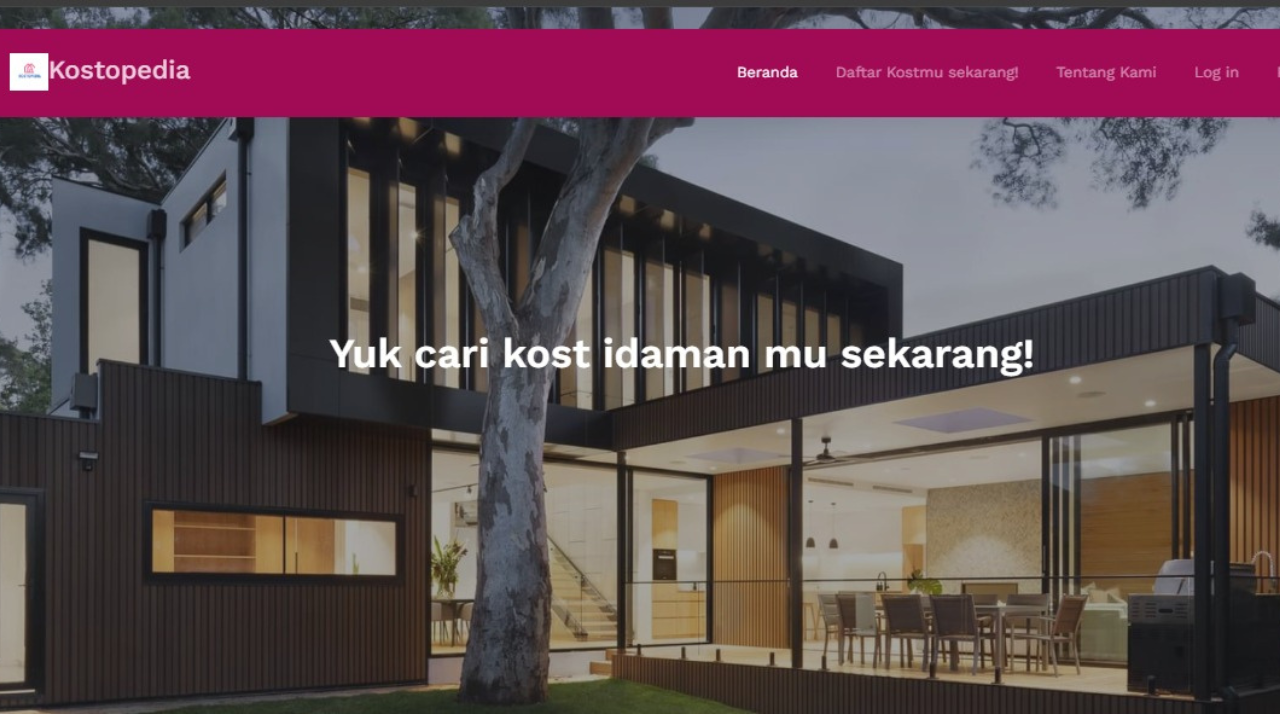 Kostopedia
Beranda Daftar Kostmu sekarang! Tentang Kami Log in
Yuk cari kost idaman mu sekarang!